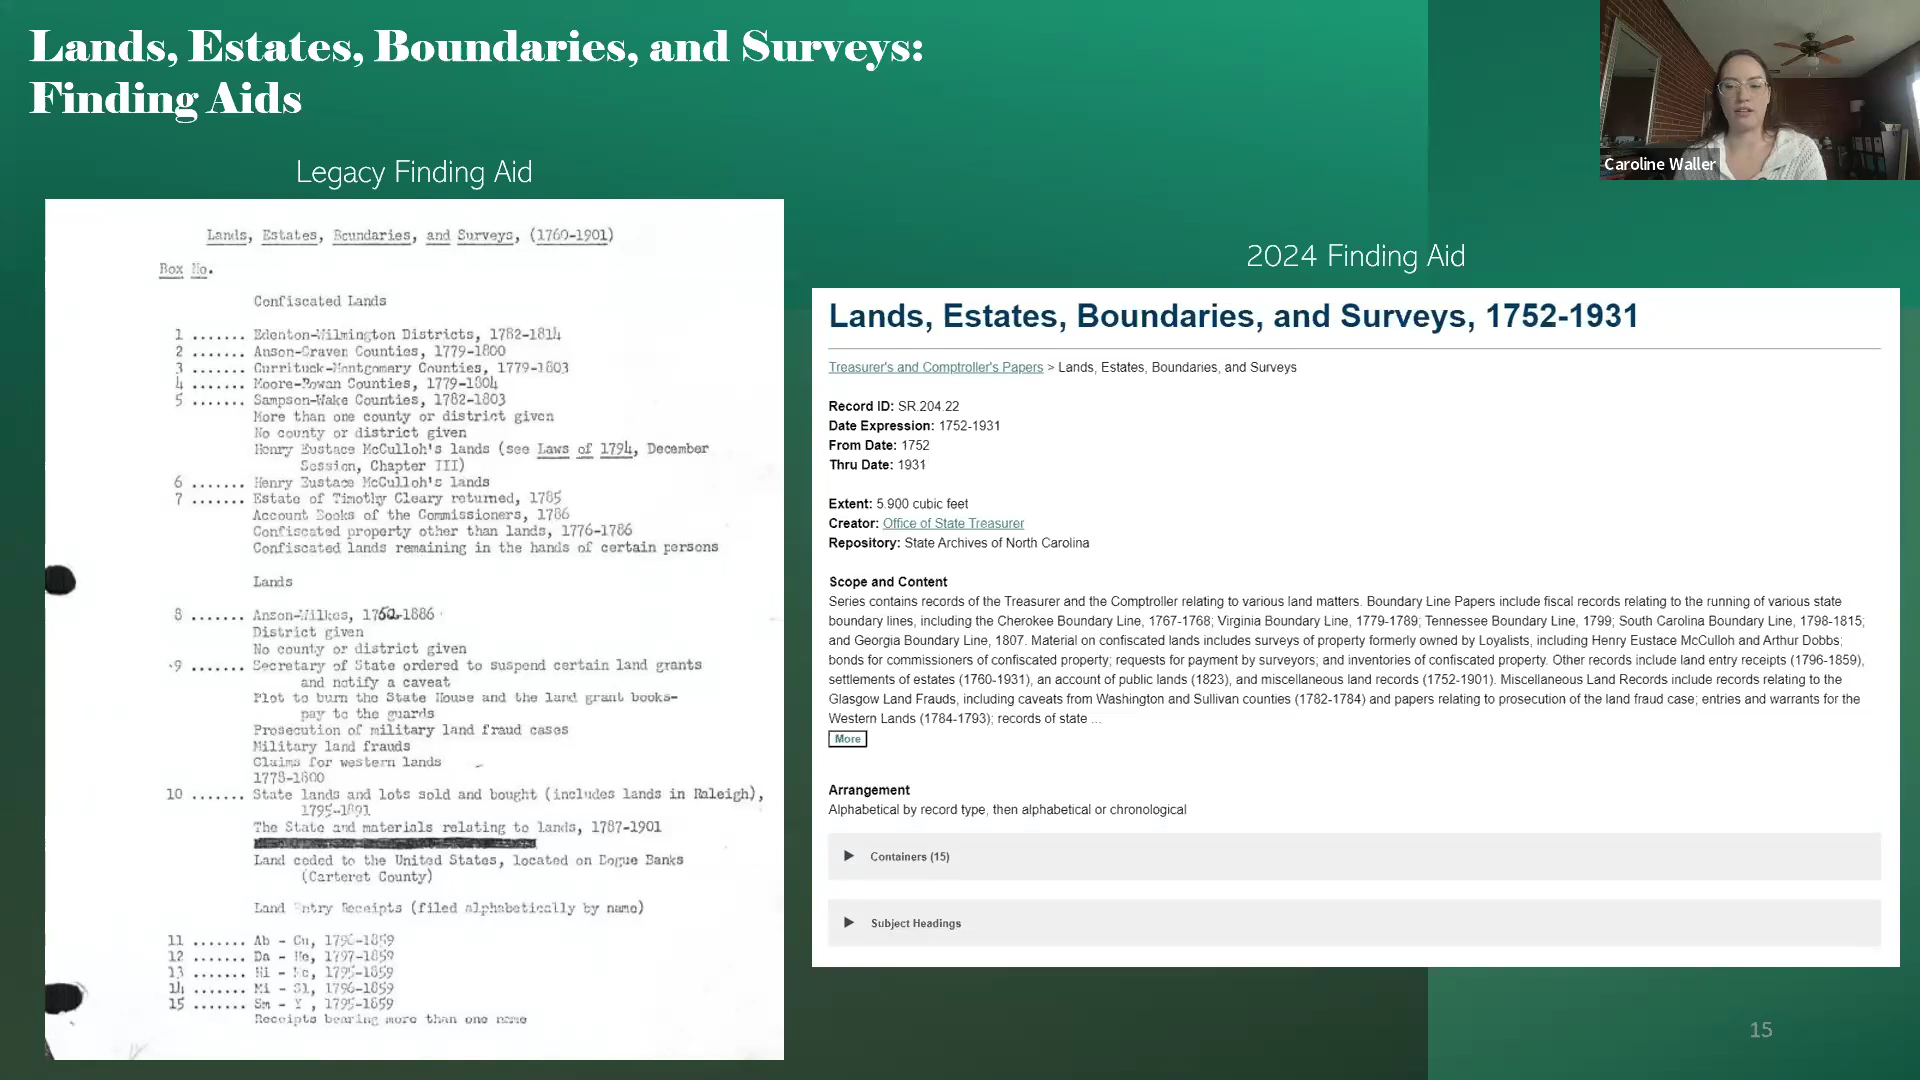 Lands, Estates, Boundaries, and Surveys:
Finding Aids
Caroline Waller
Legacy Finding Aid
Lands, Estates, Boundaries, and Surveys, (1760-1901)
Box No.
Confiscated Lands
1 ....... Edenton-Wilmington Districts, 1782-1814
2 ....... Anson-Craven Counties, 1779-1800
3 ....... Currituck-Montgomery Counties, 1779-1803
4 ....... Moore-Rowan Counties, 1779-1804
5 ....... Sampson-Wake Counties, 1782-1803
More than one county or district given
No county or district given
Henry Eustace McCulloh's lands (see Laws of 1794, December
Session, Chapter III)
6 ....... Henry Eustace McCulloh's lands
7 ....... Estate of Timothy Cleary returned, 1785
Account Books of the Commissioners, 1786
Confiscated property other than lands, 1776-1786
Confiscated lands remaining in the hands of certain persons
Lands
8 ....... Anson-Wilkes, 1752-1886
District given
No county or district given
9 ....... Secretary of State ordered to suspend certain land grants
and notify a caveat
Plot to burn the State House and the land grant books-
pay to the guards
Prosecution of military land fraud cases
Military land frauds
Claims for western lands
1778-1800
10 ....... State lands and lots sold and bought (includes lands in Raleigh),
1795-1891
The State and materials relating to lands, 1787-1901
Land ceded to the United States, located on Bogue Banks
(Carteret County)
Land Entry Receipts (filed alphabetically by name)
11 ....... Ab - Cu, 1796-1859
12 ....... Da - He, 1797-1859
13 ....... Hi - Mc, 1795-1859
14 ....... Mi - Sl, 1796-1859
15 ....... Sm - Y , 1795-1859
Receipts bearing more than one name
2024 Finding Aid
Lands, Estates, Boundaries, and Surveys, 1752-1931
Treasurer's and Comptroller's Papers > Lands, Estates, Boundaries, and Surveys
Record ID: SR.204.22
Date Expression: 1752-1931
From Date: 1752
Thru Date: 1931
Extent: 5.900 cubic feet
Creator: Office of State Treasurer
Repository: State Archives of North Carolina
Scope and Content
Series contains records of the Treasurer and the Comptroller relating to various land matters. Boundary Line Papers include fiscal records relating to the running of various state
boundary lines, including the Cherokee Boundary Line, 1767-1768; Virginia Boundary Line, 1779-1789; Tennessee Boundary Line, 1799; South Carolina Boundary Line, 1798-1815;
and Georgia Boundary Line, 1807. Material on confiscated lands includes surveys of property formerly owned by Loyalists, including Henry Eustace McCulloh and Arthur Dobbs;
bonds for commissioners of confiscated property; requests for payment by surveyors; and inventories of confiscated property. Other records include land entry receipts (1796-1859),
settlements of estates (1760-1931), an account of public lands (1823), and miscellaneous land records (1752-1901). Miscellaneous Land Records include records relating to the
Glasgow Land Frauds, including caveats from Washington and Sullivan counties (1782-1784) and papers relating to prosecution of the land fraud case; entries and warrants for the
Western Lands (1784-1793); records of state ...
More
Arrangement
Alphabetical by record type, then alphabetical or chronological
Containers (15)
Subject Headings
15